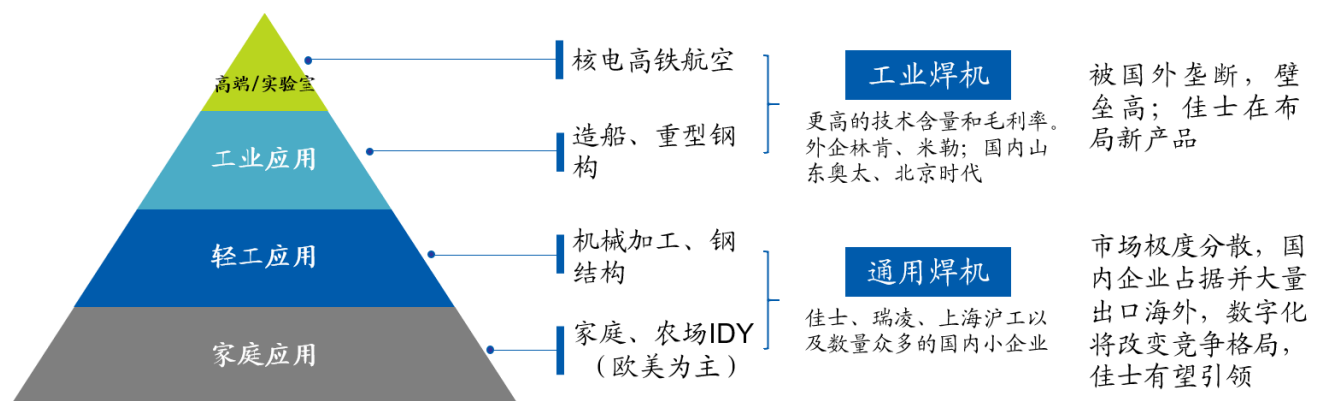 高端/实验室
工业应用
轻工应用
家庭应用
核电高铁航空
造船、重型钢
构
机械加工、钢
结构
家庭、农场IDY
（欧美为主）
工业焊机
更高的技术含量和毛利率。
外企林肯、米勒；国内山
东奥太、北京时代
通用焊机
佳士、瑞凌、上海沪工以
及数量众多的国内小企业
被国外垄断，壁
垒高；佳士在布
局新产品
市场极度分散，国
内企业占据并大量
出口海外，数字化
将改变竞争格局，
佳士有望引领